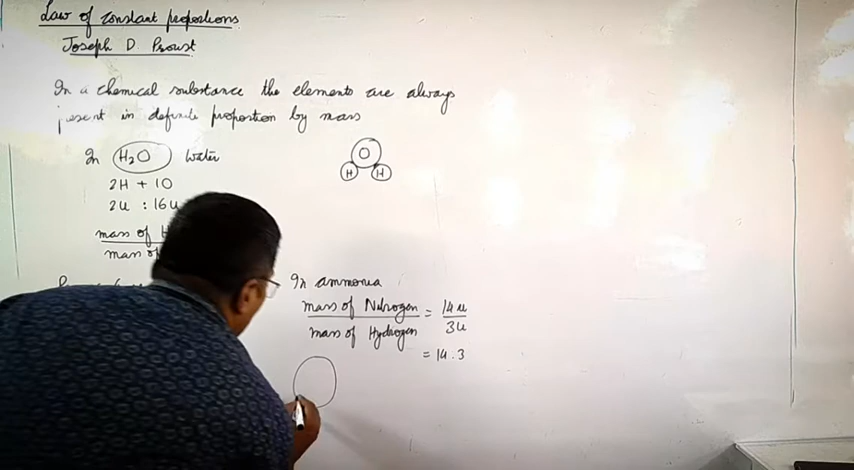 Law of constant proportions
Joseph D Proust
In a chemical substance the elements are always
present in definite proportion by mass
In H₂O Water
2H + 1O
2u : 16u
mass of H
mass of
O
H H
In ammonia
mass of Nitrogen = 14u
mass of Hydrogen 3u
= 14.3